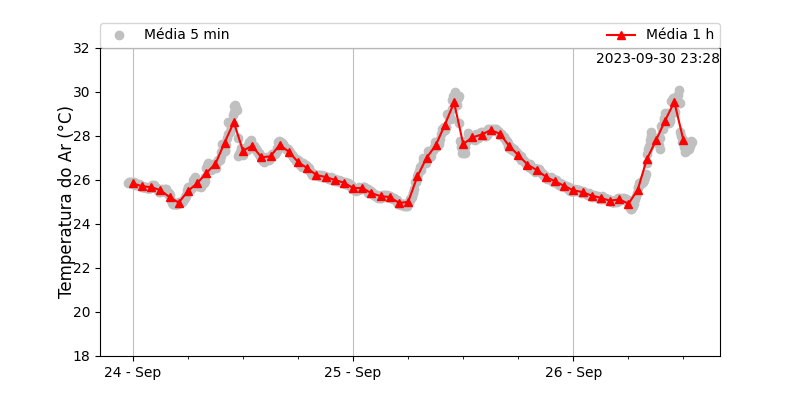 Média 5 min
Média 1 h
2023-09-30 23:28
Temperatura do Ar (°C)
32
30
28
26
24
22
20
18
24 - Sep
25 - Sep
26 - Sep